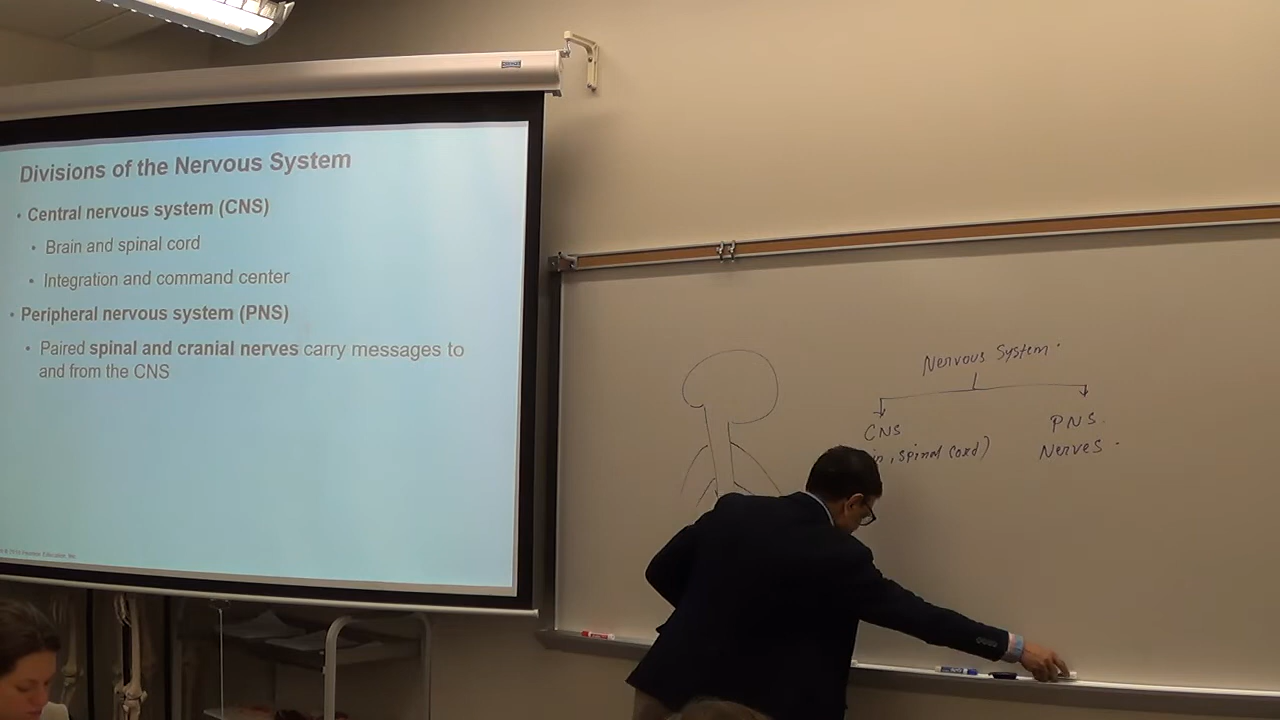 Divisions of the Nervous System
• Central nervous system (CNS)
• Brain and spinal cord
• Integration and command center
• Peripheral nervous system (PNS)
• Paired spinal and cranial nerves carry messages to
and from the CNS
Nervous System.
CNS
in, spinal cord)
PNS.
Nerves.